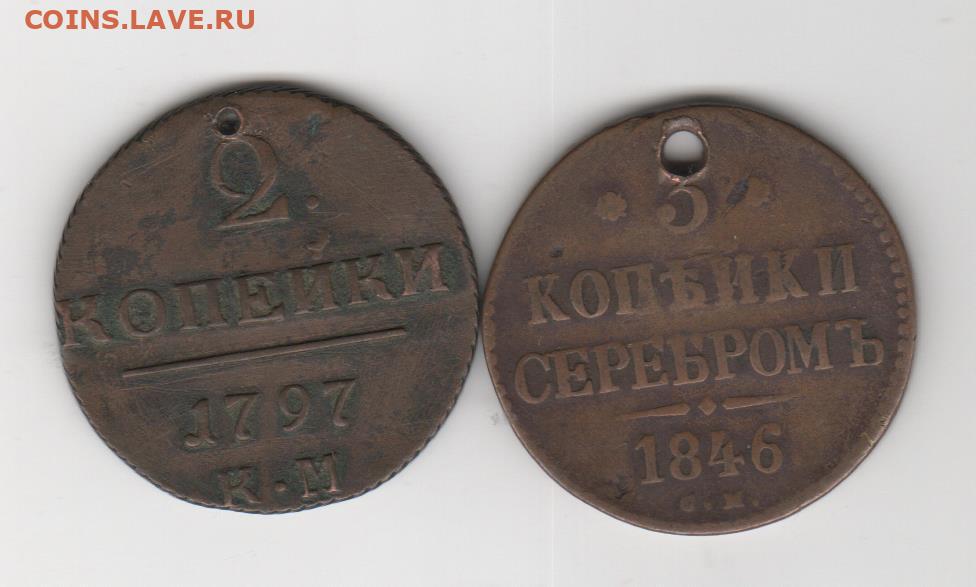 COINS.LAVE.RU
2.
КОПЕЙКИ
1797
К·М
3
КОПѢЙКИ
СЕРЕБРОМЪ
1846
С.М.